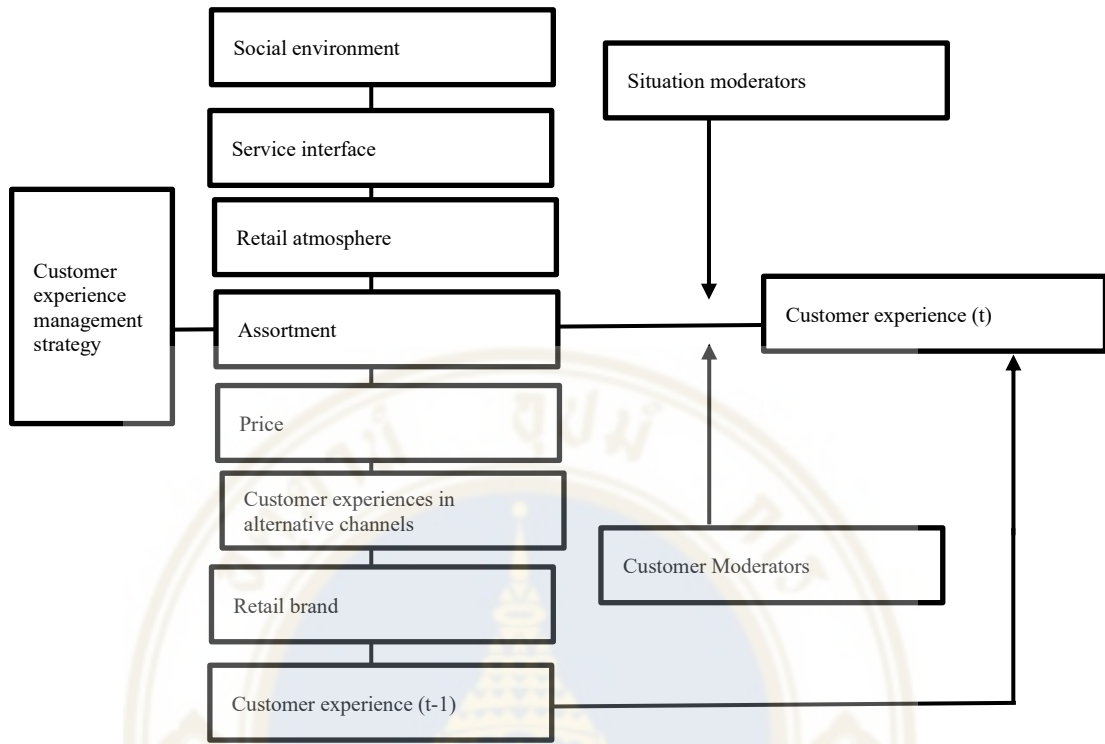 Social environment
Situation moderators
Service interface
Retail atmosphere
Customer
experience
management
strategy
Assortment
Customer experience (t)
Price
Customer experiences in
alternative channels
Customer Moderators
Retail brand
Customer experience (t-1)